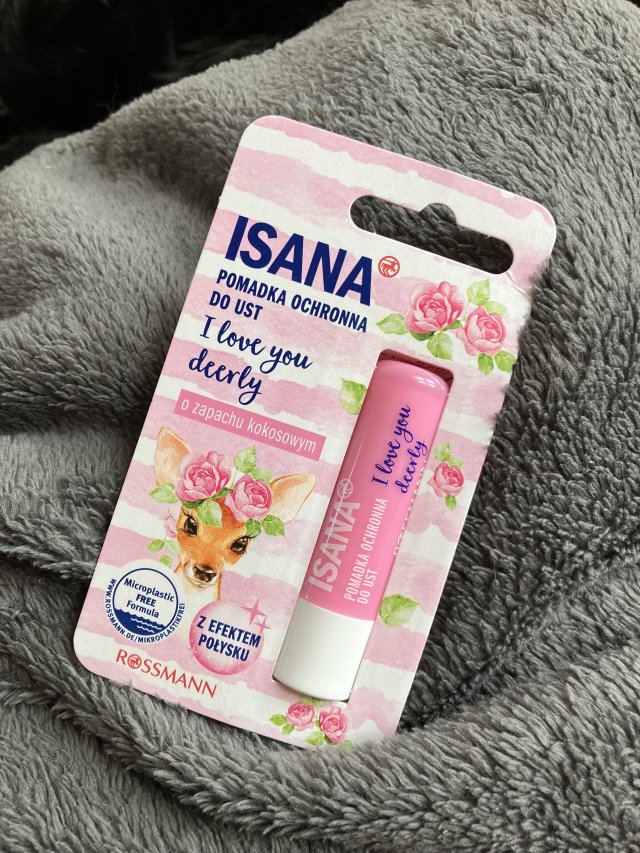 ISANA
POMADKA OCHRONNA
DO UST
I love you
deerly
o zapachu kokosowym
Microplastic
FREE
Formula
WWW.ROSSMANN.DE/MIKROPLASTIKFREI
Z EFEKTEM
POŁYSKU
ROSSMANN
ISANA
POMADKA OCHRONNA
DO UST
I love you
deerly